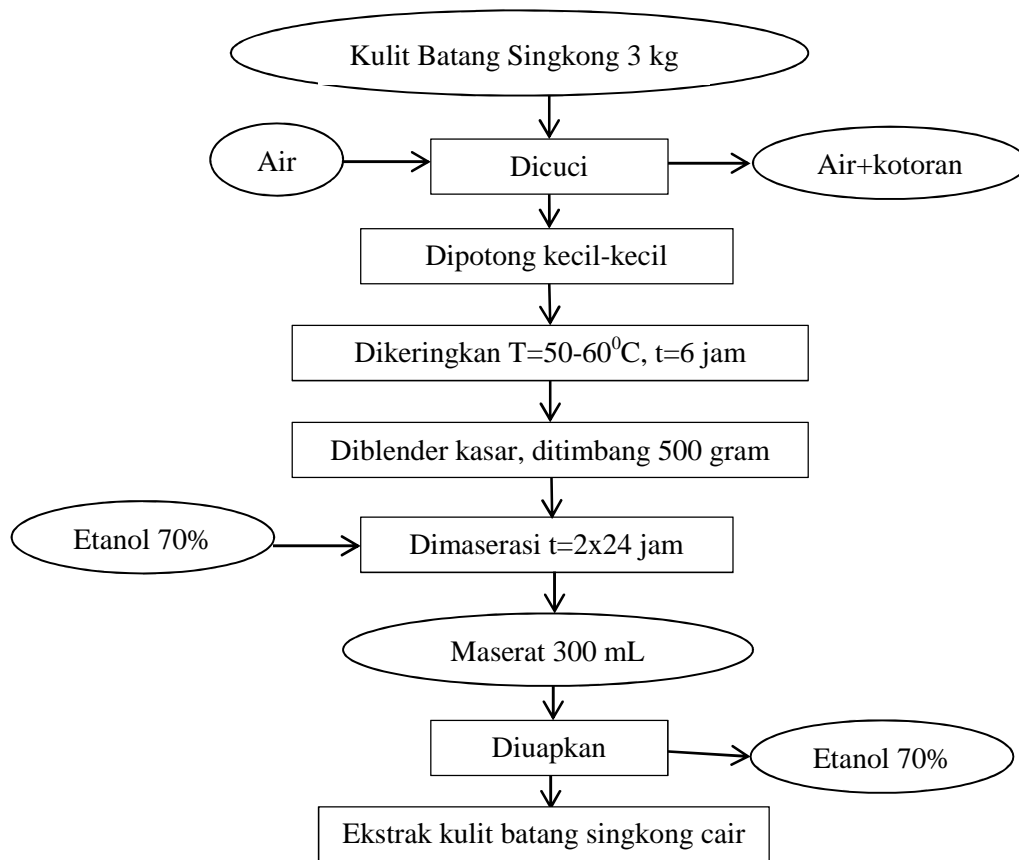 Kulit Batang Singkong 3 kg
Air
Dicuci
Air+kotoran
Dipotong kecil-kecil
Dikeringkan T=50-60⁰C, t=6 jam
Diblender kasar, ditimbang 500 gram
Etanol 70%
Dimaserasi t=2x24 jam
Maserat 300 mL
Diuapkan
Etanol 70%
Ekstrak kulit batang singkong cair